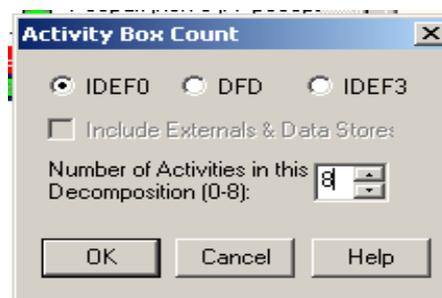 Activity Box Count
IDEF0 DFD IDEF3
Include Externals & Data Stores
Number of Activities in this
Decomposition (0-8): 8
OK Cancel Help